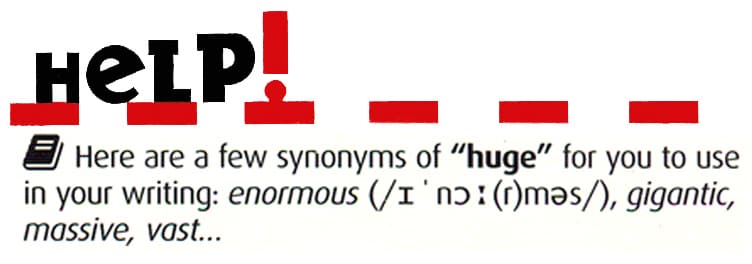 HeLP!
Here are a few synonyms of “huge” for you to use
in your writing: enormous (/ɪˈnɔː(r)məs/), gigantic,
massive, vast...